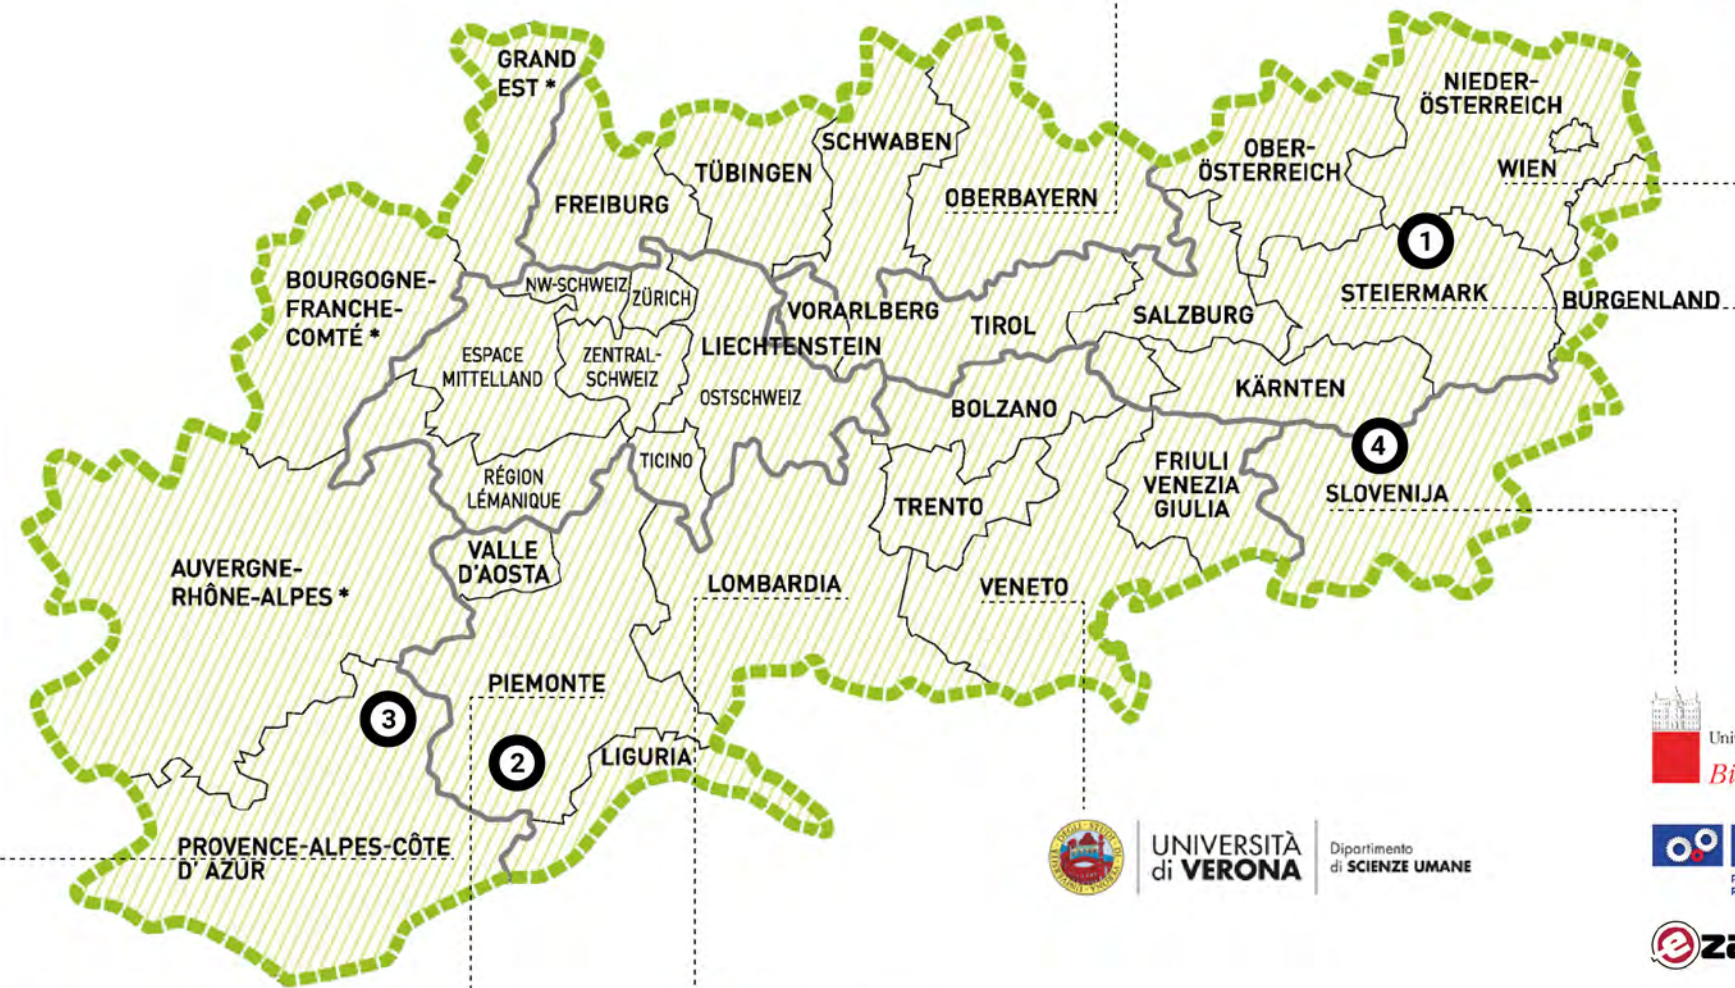 GRAND
EST *
NIEDER-
ÖSTERREICH
SCHWABEN
OBER-
ÖSTERREICH
TÜBINGEN
WIEN
FREIBURG
OBERBAYERN
1
BOURGOGNE-
FRANCHE-
COMTÉ *
NW-SCHWEIZ
ZÜRICH
VORARLBERG
TIROL
SALZBURG
STEIERMARK
BURGENLAND
LIECHTENSTEIN
ESPACE
MITTELLAND
ZENTRAL-
SCHWEIZ
OSTSCHWEIZ
KÄRNTEN
BOLZANO
4
TICINO
FRIULI
VENEZIA
GIULIA
RÉGION
LÉMANIQUE
TRENTO
SLOVENIJA
VALLE
D'AOSTA
AUVERGNE-
RHÔNE-ALPES *
LOMBARDIA
VENETO
PIEMONTE
3
2
LIGURIA
PROVENCE-ALPES-CÔTE
D' AZUR
UNIVERSITÀ
di VERONA
Dipartimento
di SCIENZE UMANE